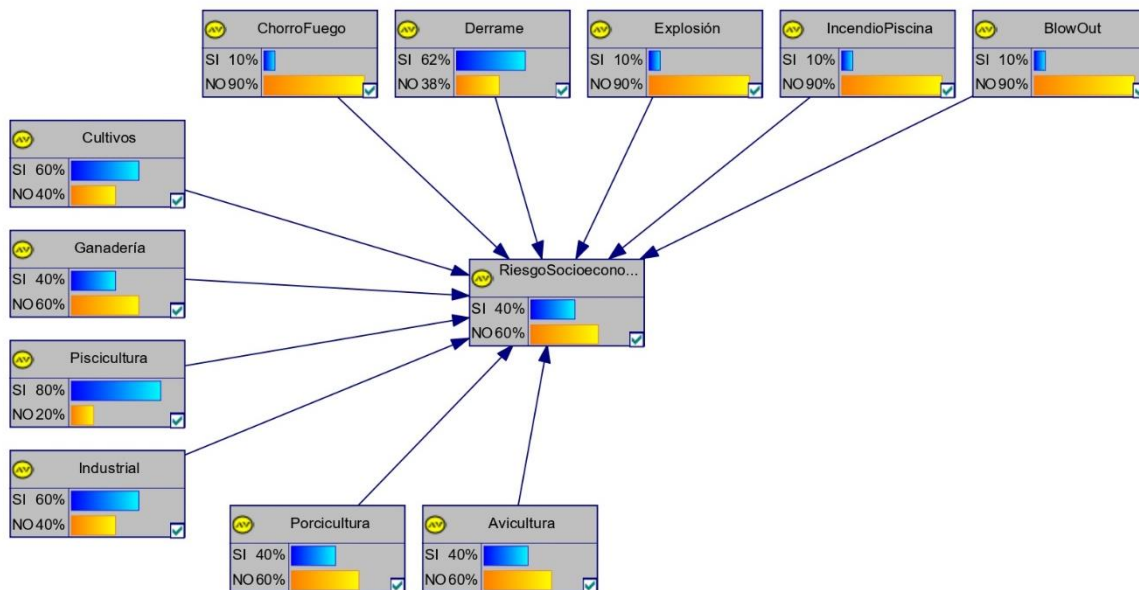 ChorroFuego
SI 10%
NO 90%
Derrame
SI 62%
NO 38%
Explosión
SI 10%
NO 90%
IncendioPiscina
SI 10%
NO 90%
BlowOut
SI 10%
NO 90%
Cultivos
SI 60%
NO 40%
Ganadería
SI 40%
NO 60%
Piscicultura
SI 80%
NO 20%
Industrial
SI 60%
NO 40%
RiesgoSocioecono...
SI 40%
NO 60%
Porcicultura
SI 40%
NO 60%
Avicultura
SI 40%
NO 60%